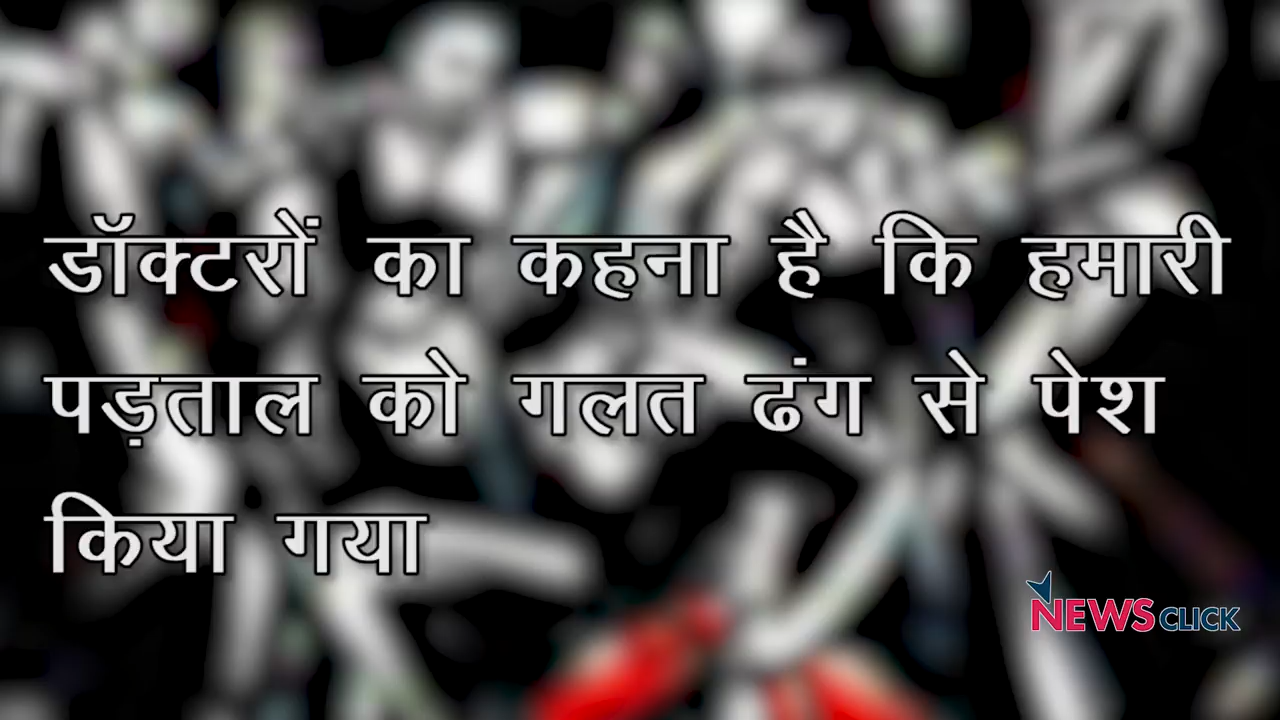 डॉक्टरों का कहना है कि हमारी
पड़ताल को गलत ढंग से पेश
किया गया
NEWSCLICK